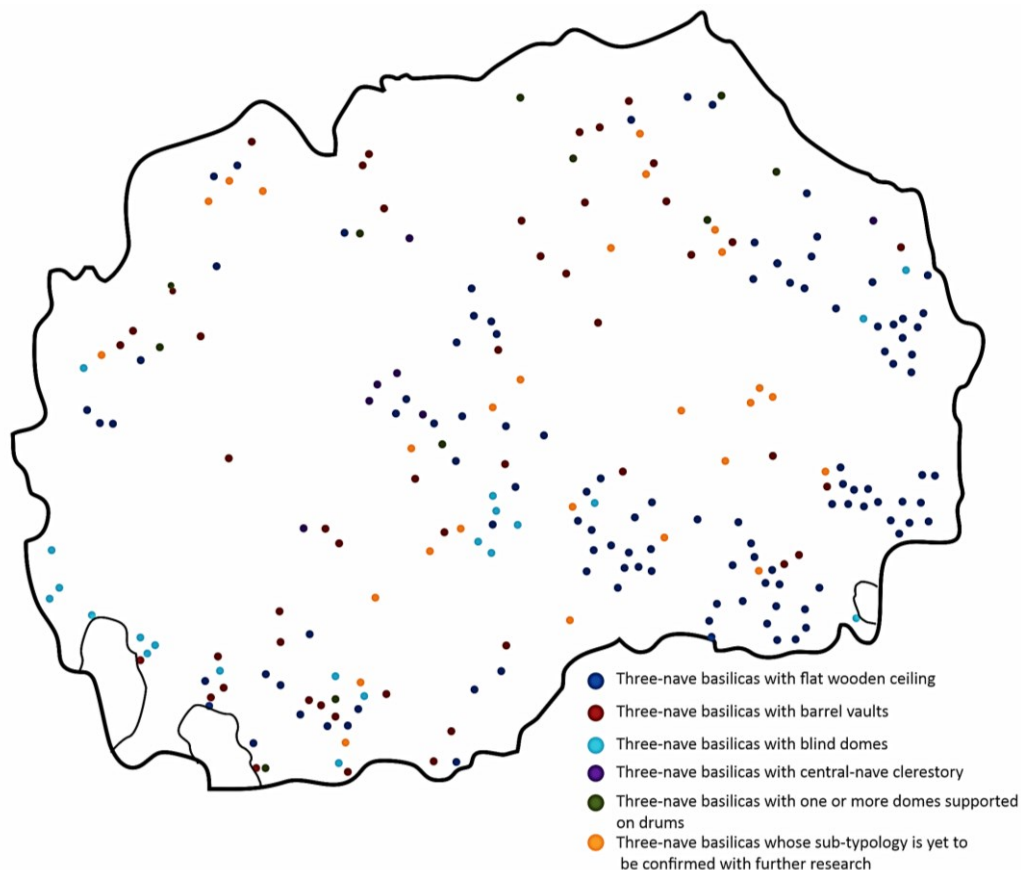 Three-nave basilicas with flat wooden ceiling
Three-nave basilicas with barrel vaults
Three-nave basilicas with blind domes
Three-nave basilicas with central-nave clerestory
Three-nave basilicas with one or more domes supported
on drums
Three-nave basilicas whose sub-typology is yet to
be confirmed with further research